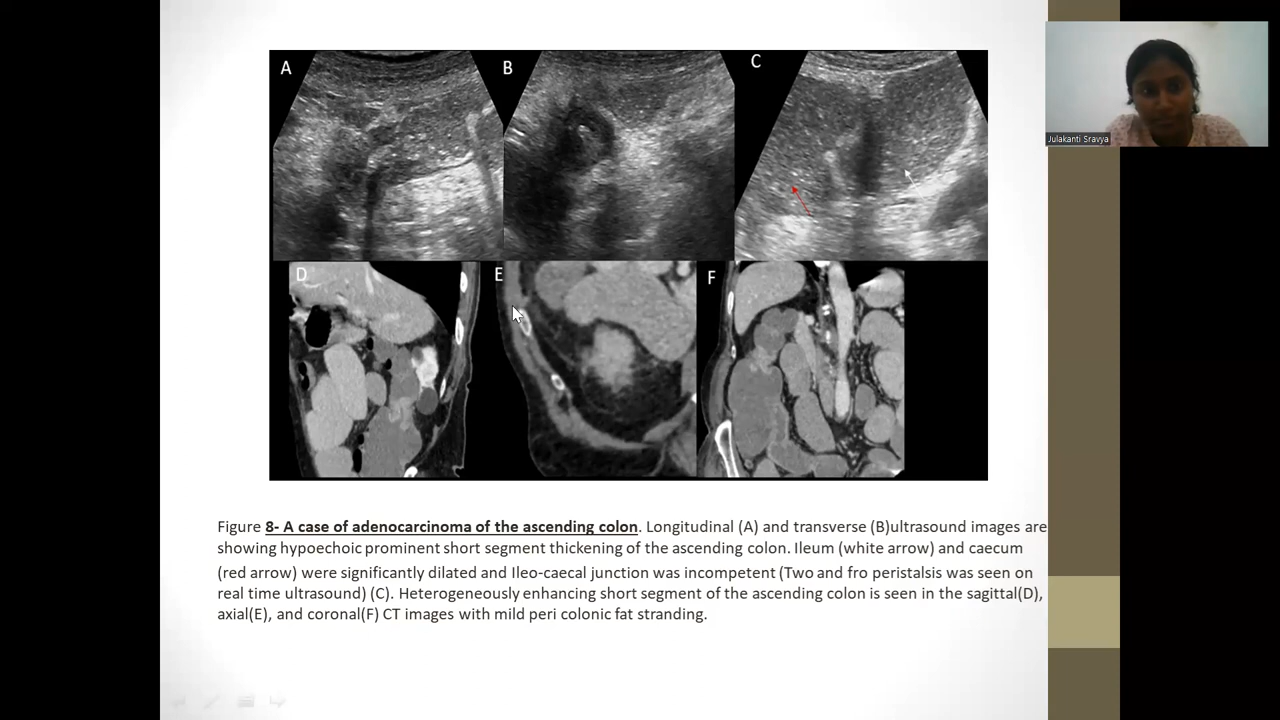 A
B
C
Julakanti Sravya
D
E
F
Figure 8- A case of adenocarcinoma of the ascending colon. Longitudinal (A) and transverse (B)ultrasound images are
showing hypoechoic prominent short segment thickening of the ascending colon. Ileum (white arrow) and caecum
(red arrow) were significantly dilated and Ileo-caecal junction was incompetent (Two and fro peristalsis was seen on
real time ultrasound) (C). Heterogeneously enhancing short segment of the ascending colon is seen in the sagittal(D),
axial(E), and coronal(F) CT images with mild peri colonic fat stranding.